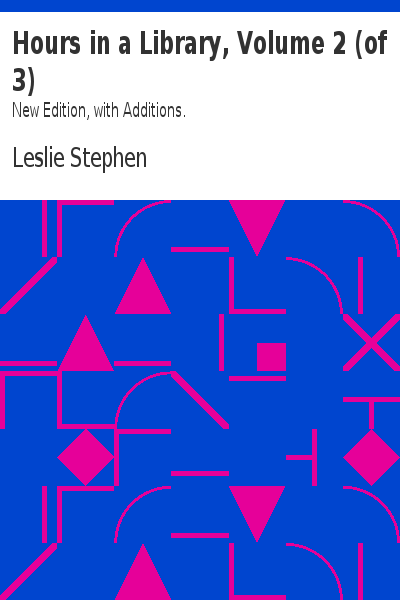 Hours in a Library, Volume 2 (of
3)
New Edition, with Additions.
Leslie Stephen